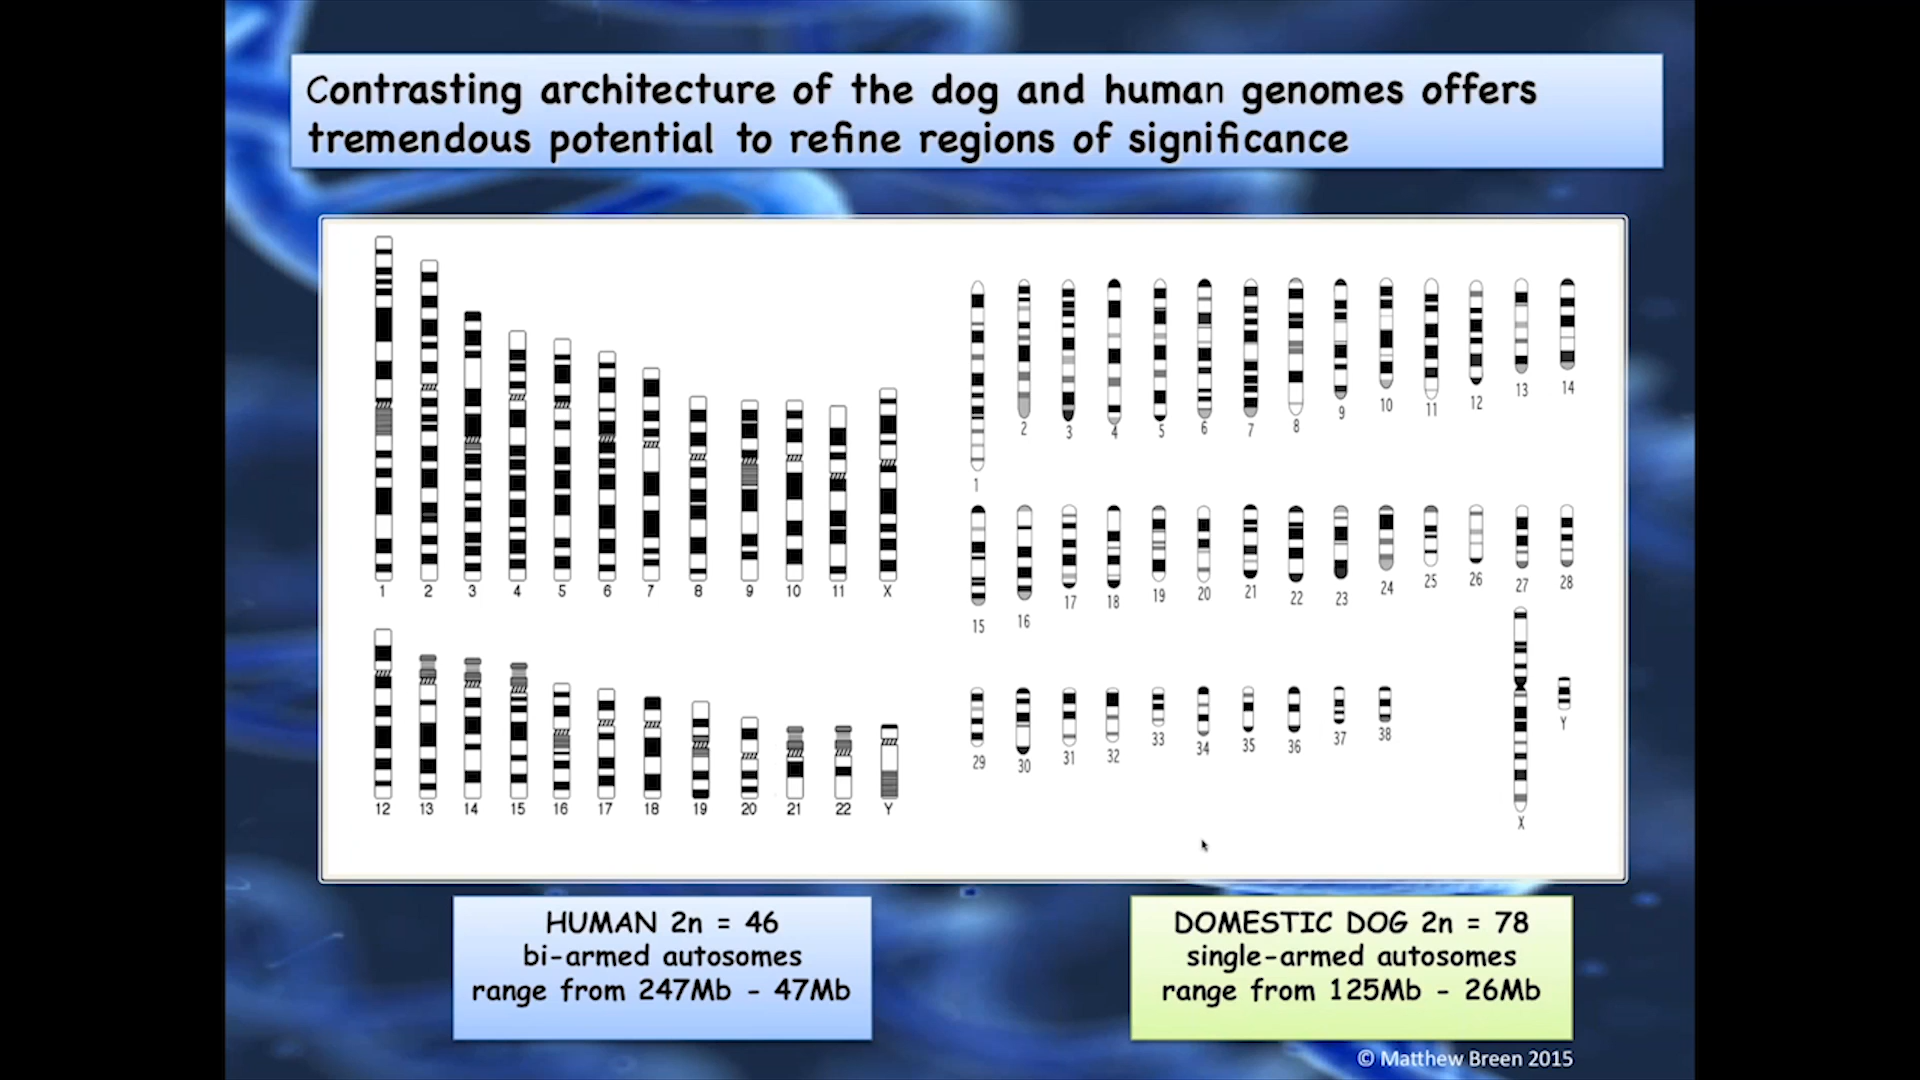 Contrasting architecture of the dog and human genomes offers
tremendous potential to refine regions of significance
1 2 3 4 5 6 7 8 9 10 11 X
12 13 14 15 16 17 18 19 20 21 22 Y
1 2 3 4 5 6 7 8 9 10 11 12 13 14
15 16 17 18 19 20 21 22 23 24 25 26 27 28
29 30 31 32 33 34 35 36 37 38 X Y
HUMAN 2n = 46
bi-armed autosomes
range from 247Mb - 47Mb
DOMESTIC DOG 2n = 78
single-armed autosomes
range from 125Mb - 26Mb
© Matthew Breen 2015